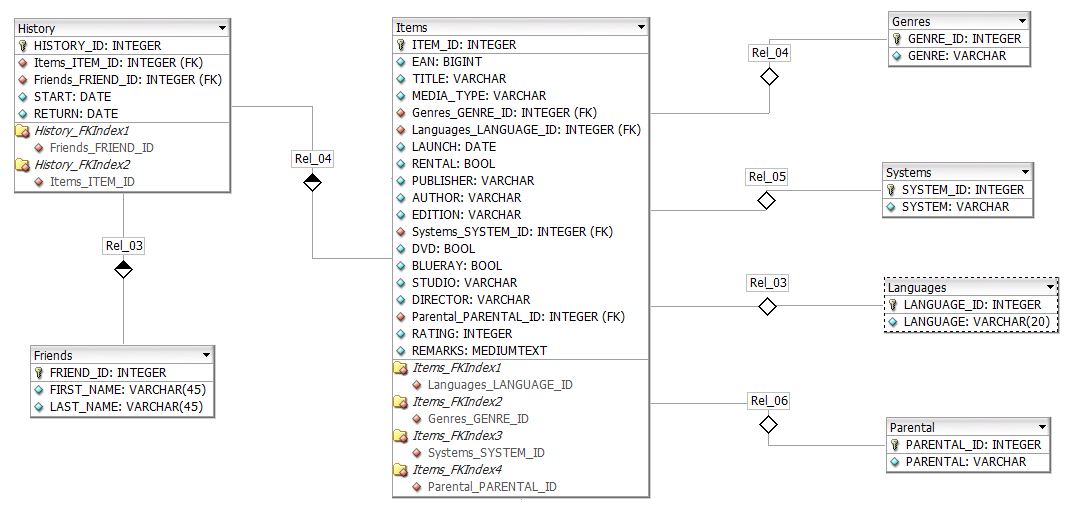 History
HISTORY_ID: INTEGER
Items_ITEM_ID: INTEGER (FK)
Friends_FRIEND_ID: INTEGER (FK)
START: DATE
RETURN: DATE
History_FKIndex1
Friends_FRIEND_ID
History_FKIndex2
Items_ITEM_ID
Rel_03
Friends
FRIEND_ID: INTEGER
FIRST_NAME: VARCHAR(45)
LAST_NAME: VARCHAR(45)
Rel_04
Items
ITEM_ID: INTEGER
EAN: BIGINT
TITLE: VARCHAR
MEDIA_TYPE: VARCHAR
Genres_GENRE_ID: INTEGER (FK)
Languages_LANGUAGE_ID: INTEGER (FK)
LAUNCH: DATE
RENTAL: BOOL
PUBLISHER: VARCHAR
AUTHOR: VARCHAR
EDITION: VARCHAR
Systems_SYSTEM_ID: INTEGER (FK)
DVD: BOOL
BLUERAY: BOOL
STUDIO: VARCHAR
DIRECTOR: VARCHAR
Parental_PARENTAL_ID: INTEGER (FK)
RATING: INTEGER
REMARKS: MEDIUMTEXT
Items_FKIndex1
Languages_LANGUAGE_ID
Items_FKIndex2
Genres_GENRE_ID
Items_FKIndex3
Systems_SYSTEM_ID
Items_FKIndex4
Parental_PARENTAL_ID
Rel_04
Genres
GENRE_ID: INTEGER
GENRE: VARCHAR
Rel_05
Systems
SYSTEM_ID: INTEGER
SYSTEM: VARCHAR
Rel_03
Languages
LANGUAGE_ID: INTEGER
LANGUAGE: VARCHAR(20)
Rel_06
Parental
PARENTAL_ID: INTEGER
PARENTAL: VARCHAR